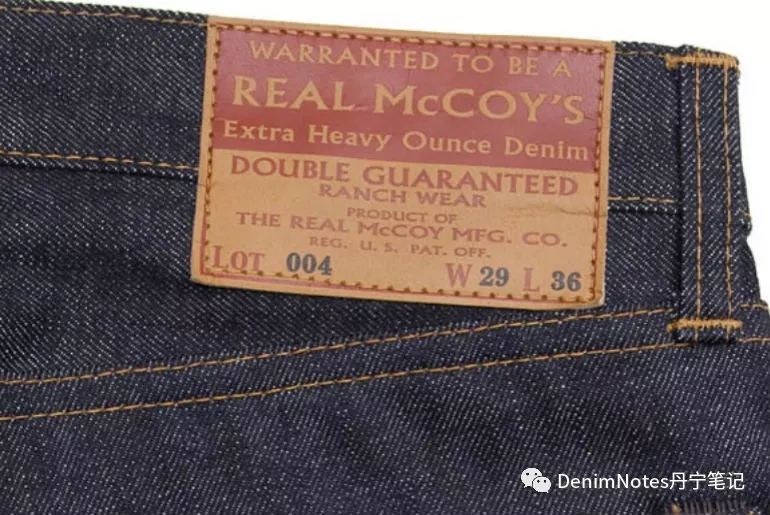 WARRANTED TO BE A
REAL McCOY'S
Extra Heavy Ounce Denim
DOUBLE GUARANTEED
RANCH WEAR
PRODUCT OF
THE REAL McCOY MFG. CO.
REG. U.S. PAT. OFF.
LOT 004 W 29 L 36
DenimNotes丹宁笔记